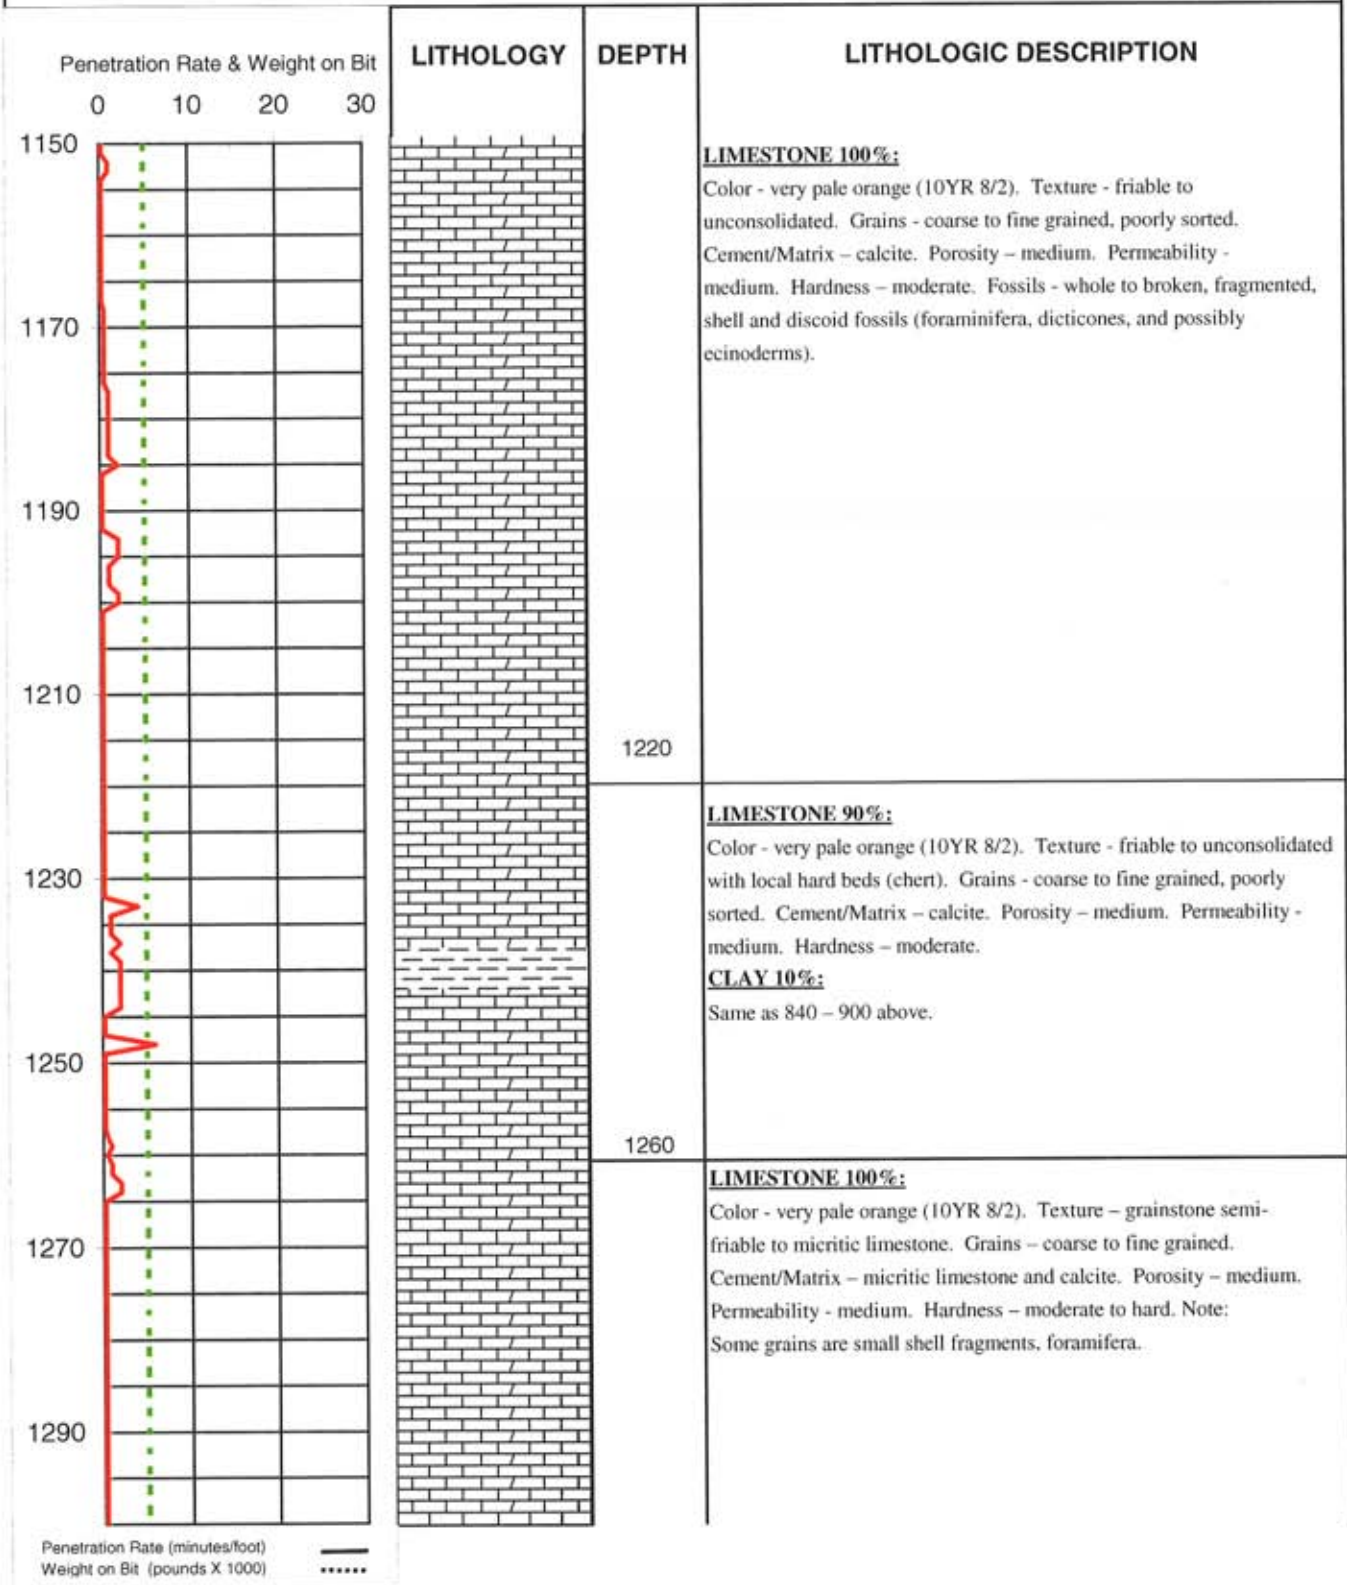 Penetration Rate & Weight on Bit
0 10 20 30
LITHOLOGY
DEPTH
LITHOLOGIC DESCRIPTION
1150
1170
1190
1210
1230
1250
1270
1290
LIMESTONE 100%:
Color - very pale orange (10YR 8/2). Texture - friable to
unconsolidated. Grains - coarse to fine grained, poorly sorted.
Cement/Matrix – calcite. Porosity – medium. Permeability -
medium. Hardness – moderate. Fossils - whole to broken, fragmented,
shell and discoid fossils (foraminifera, dicticones, and possibly
ecinoderms).
1220
LIMESTONE 90%:
Color - very pale orange (10YR 8/2). Texture - friable to unconsolidated
with local hard beds (chert). Grains - coarse to fine grained, poorly
sorted. Cement/Matrix – calcite. Porosity – medium. Permeability -
medium. Hardness – moderate.
CLAY 10%:
Same as 840 – 900 above.
1260
LIMESTONE 100%:
Color - very pale orange (10YR 8/2). Texture – grainstone semi-
friable to micritic limestone. Grains – coarse to fine grained.
Cement/Matrix – micritic limestone and calcite. Porosity – medium.
Permeability - medium. Hardness – moderate to hard. Note:
Some grains are small shell fragments, foramifera.
Penetration Rate (minutes/foot)
Weight on Bit (pounds X 1000)